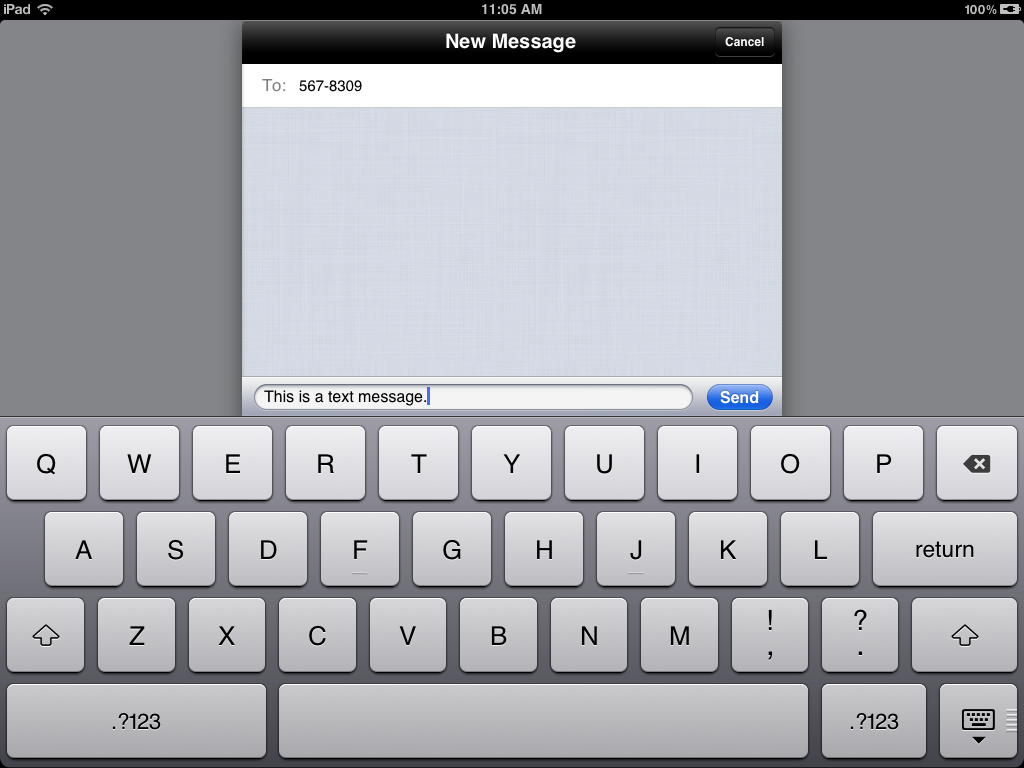 iPad 11:05 AM 100%
New Message Cancel
To: 567-8309
This is a text message. Send
Q W E R T Y U I O P
A S D F G H J K L return
Z X C V B N M ! , ? .
.?123 .?123